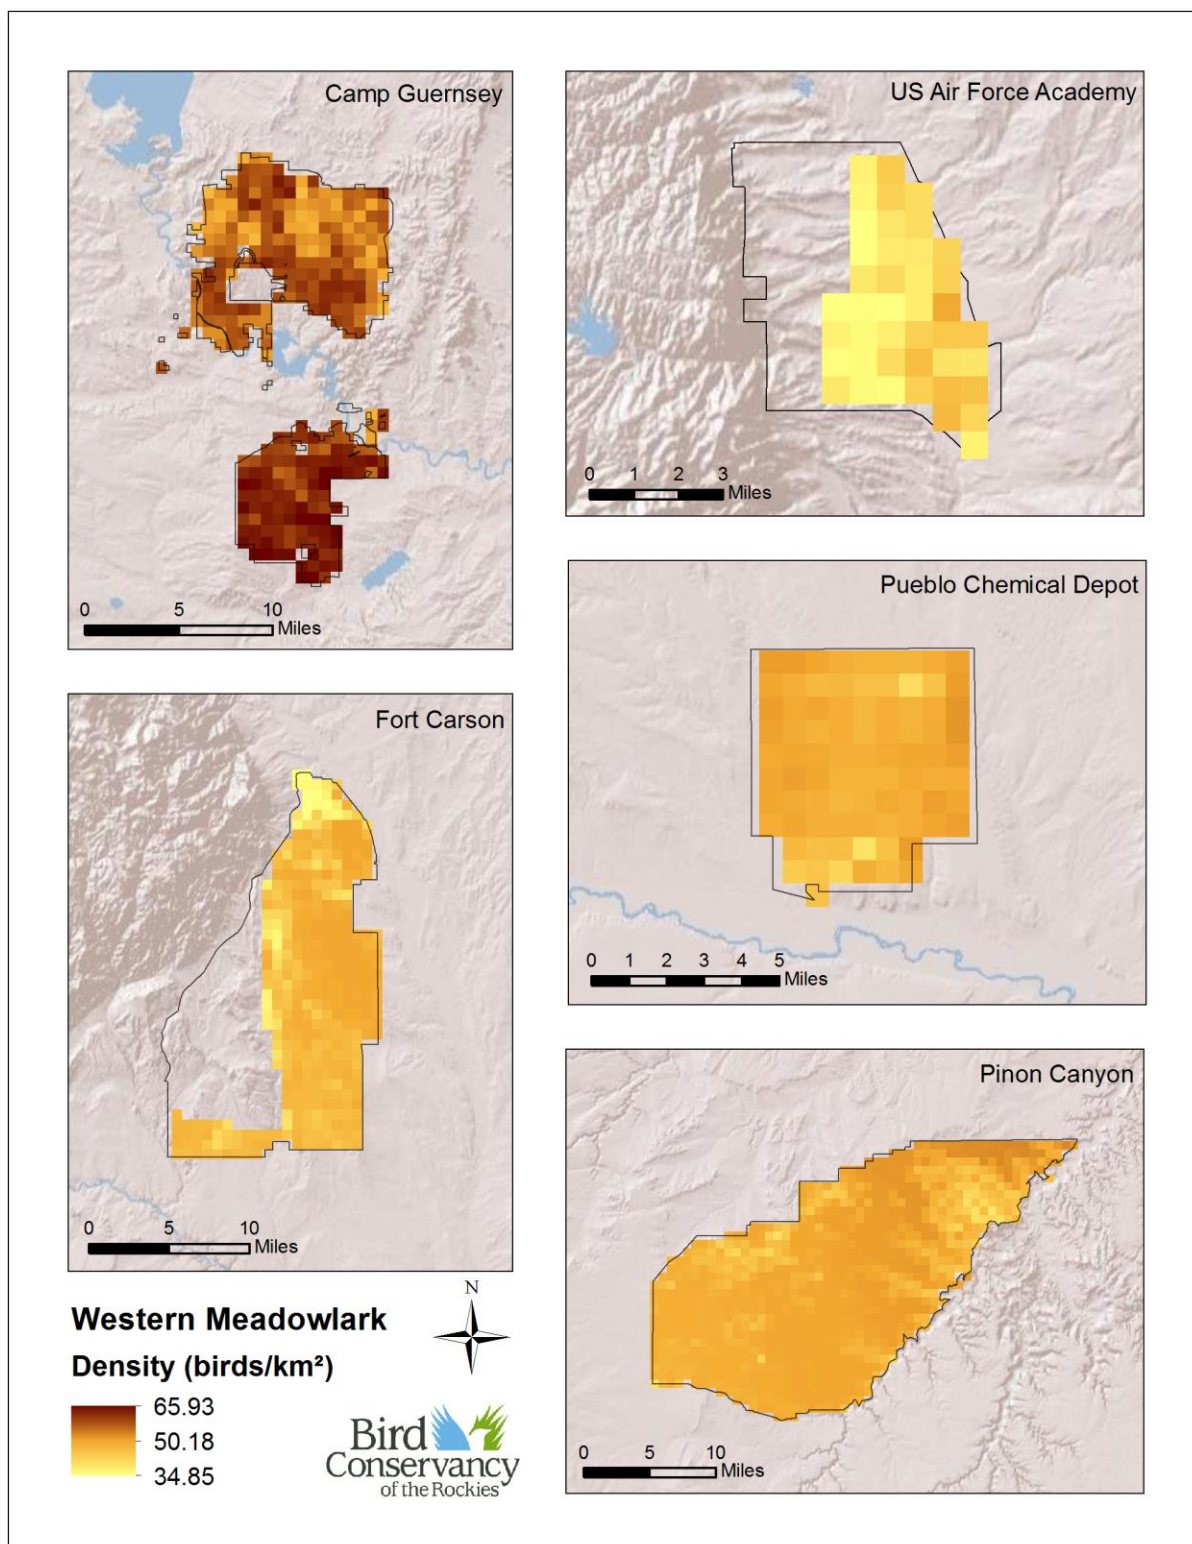 Camp Guernsey
0 5 10
Miles
US Air Force Academy
0 1 2 3
Miles
Pueblo Chemical Depot
0 1 2 3 4 5
Miles
Fort Carson
0 5 10
Miles
Pinon Canyon
0 5 10
Miles
Western Meadowlark
N
Density (birds/km²)
65.93
50.18
34.85
Bird
Conservancy
of the Rockies